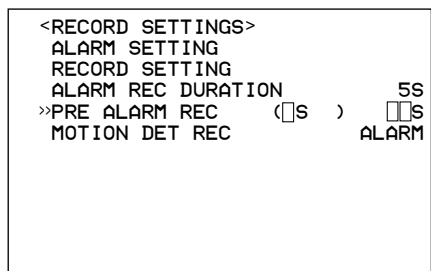 <RECORD SETTINGS>
ALARM SETTING
RECORD SETTING
ALARM REC DURATION 5S
»PRE ALARM REC (▯S ) ▯▯S
MOTION DET REC ALARM